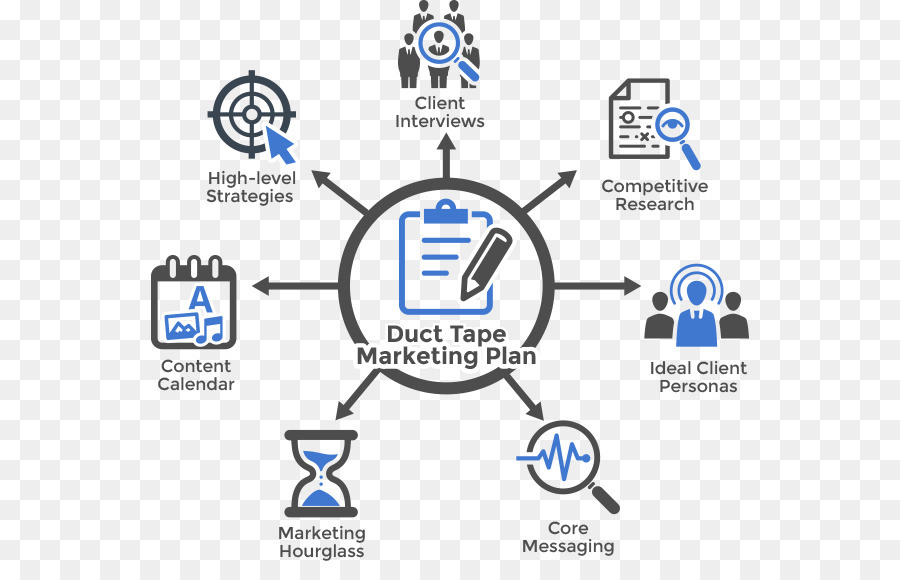 Client
Interviews
High-level
Strategies
Competitive
Research
Content
Calendar
A
Duct Tape
Marketing Plan
Ideal Client
Personas
Marketing
Hourglass
Core
Messaging